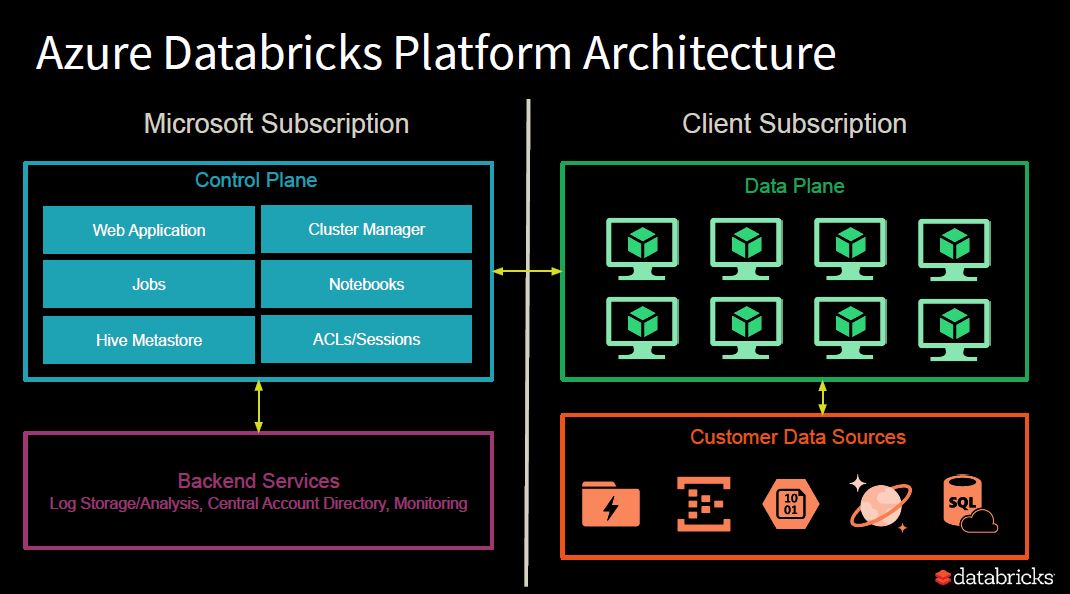 Azure Databricks Platform Architecture
Microsoft Subscription
Client Subscription
Control Plane
Web Application
Cluster Manager
Jobs
Notebooks
Hive Metastore
ACLs/Sessions
Data Plane
Backend Services
Log Storage/Analysis, Central Account Directory, Monitoring
Customer Data Sources
10
01
SQL
databricks